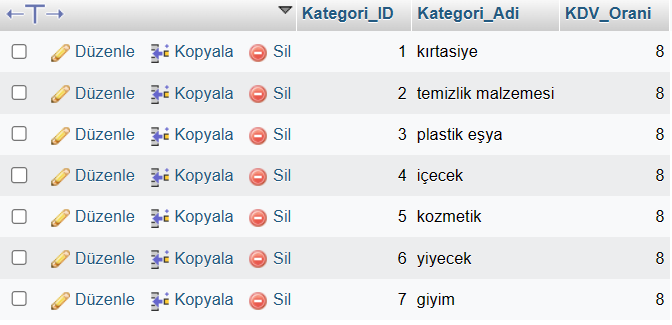 Kategori_ID Kategori_Adi KDV_Orani
Düzenle Kopyala Sil 1 kırtasiye 8
Düzenle Kopyala Sil 2 temizlik malzemesi 8
Düzenle Kopyala Sil 3 plastik eşya 8
Düzenle Kopyala Sil 4 içecek 8
Düzenle Kopyala Sil 5 kozmetik 8
Düzenle Kopyala Sil 6 yiyecek 8
Düzenle Kopyala Sil 7 giyim 8